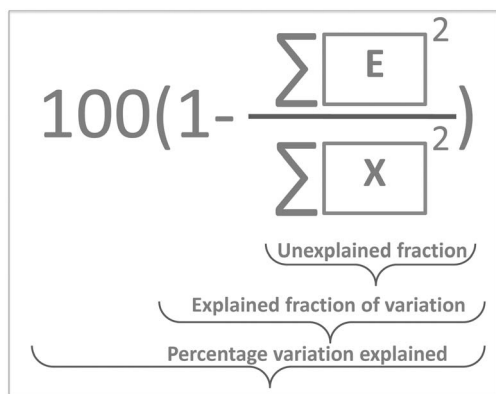 100(1- ∑ E 2 / ∑ X 2 )
Unexplained fraction
Explained fraction of variation
Percentage variation explained